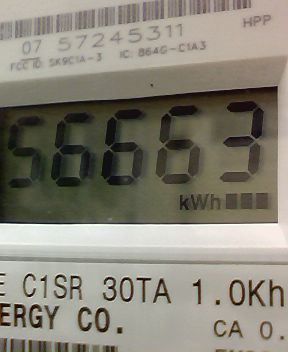 07 57245311
HPP
FCC ID: SK9C1A-3 IC: 864G-C1A3
56663
kWh
E C1SR 30TA 1.0Kh
ERGY CO.
CA 0.